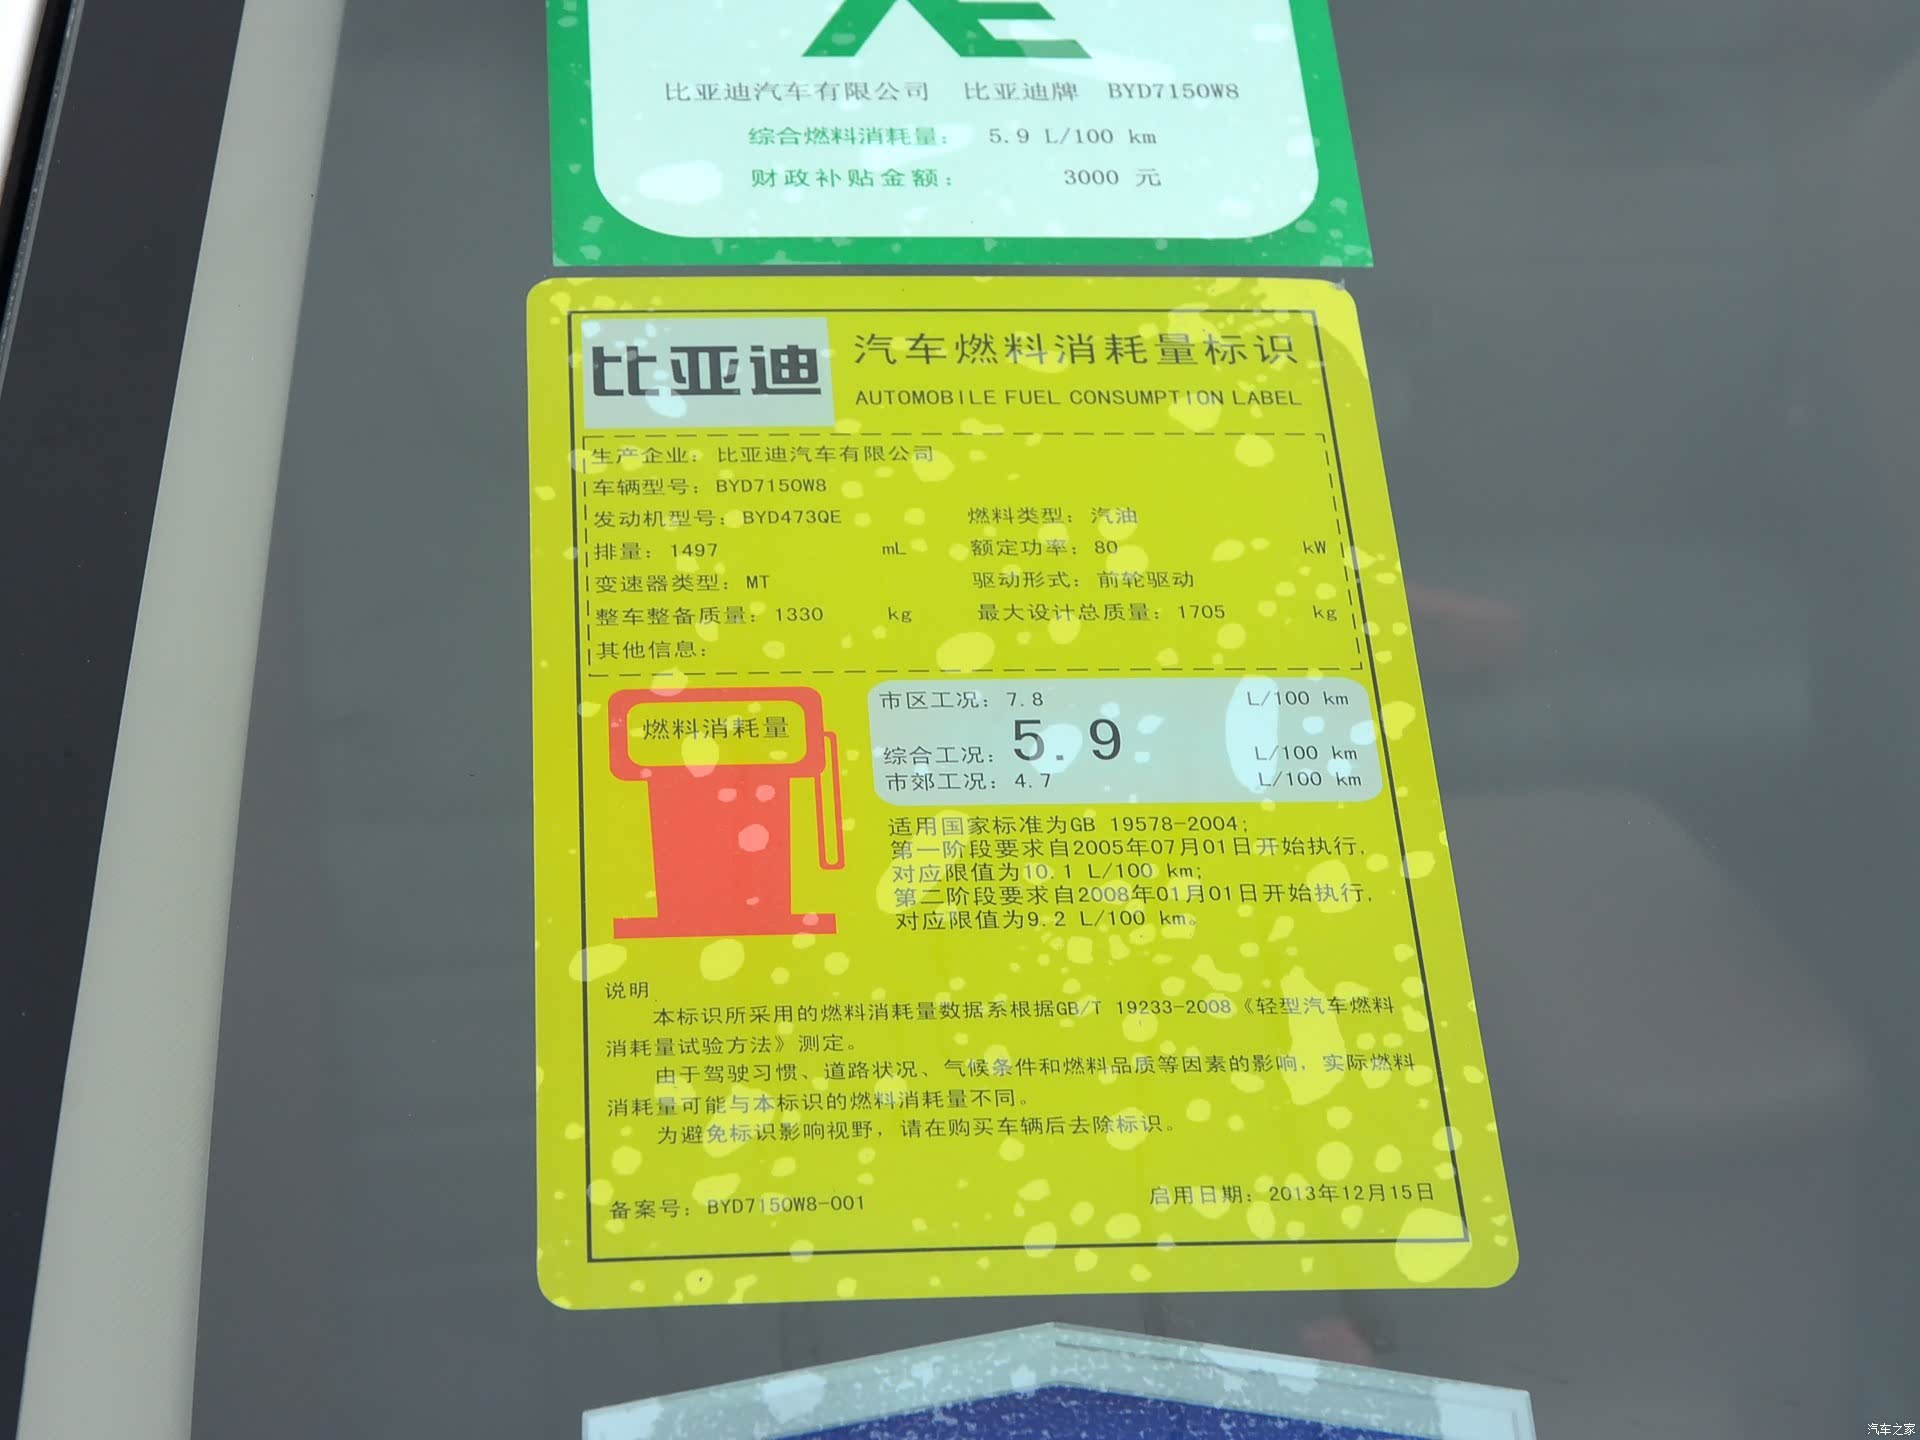 比亚迪汽车有限公司 比亚迪牌 BYD7150W8
综合燃料消耗量： 5.9 L/100 km
财政补贴金额： 3000 元
比亚迪 汽车燃料消耗量标识
AUTOMOBILE FUEL CONSUMPTION LABEL
生产企业：比亚迪汽车有限公司
车辆型号：BYD7150W8
发动机型号：BYD473QE 燃料类型：汽油
排量：1497 mL 额定功率：80 kW
变速器类型：MT 驱动形式：前轮驱动
整车整备质量：1330 kg 最大设计总质量：1705 kg
其他信息：
燃料消耗量
市区工况：7.8 L/100 km
综合工况：5.9 L/100 km
市郊工况：4.7 L/100 km
适用国家标准为GB 19578-2004；
第一阶段要求自2005年07月01日开始执行，
对应限值为10.1 L/100 km；
第二阶段要求自2008年01月01日开始执行，
对应限值为9.2 L/100 km。
说明
本标识所采用的燃料消耗量数据系根据GB/T 19233-2008《轻型汽车燃料
消耗量试验方法》测定。
由于驾驶习惯、道路状况、气候条件和燃料品质等因素的影响，实际燃料
消耗量可能与本标识的燃料消耗量不同。
为避免标识影响视野，请在购买车辆后去除标识。
备案号：BYD7150W8-001 启用日期：2013年12月15日
汽车之家